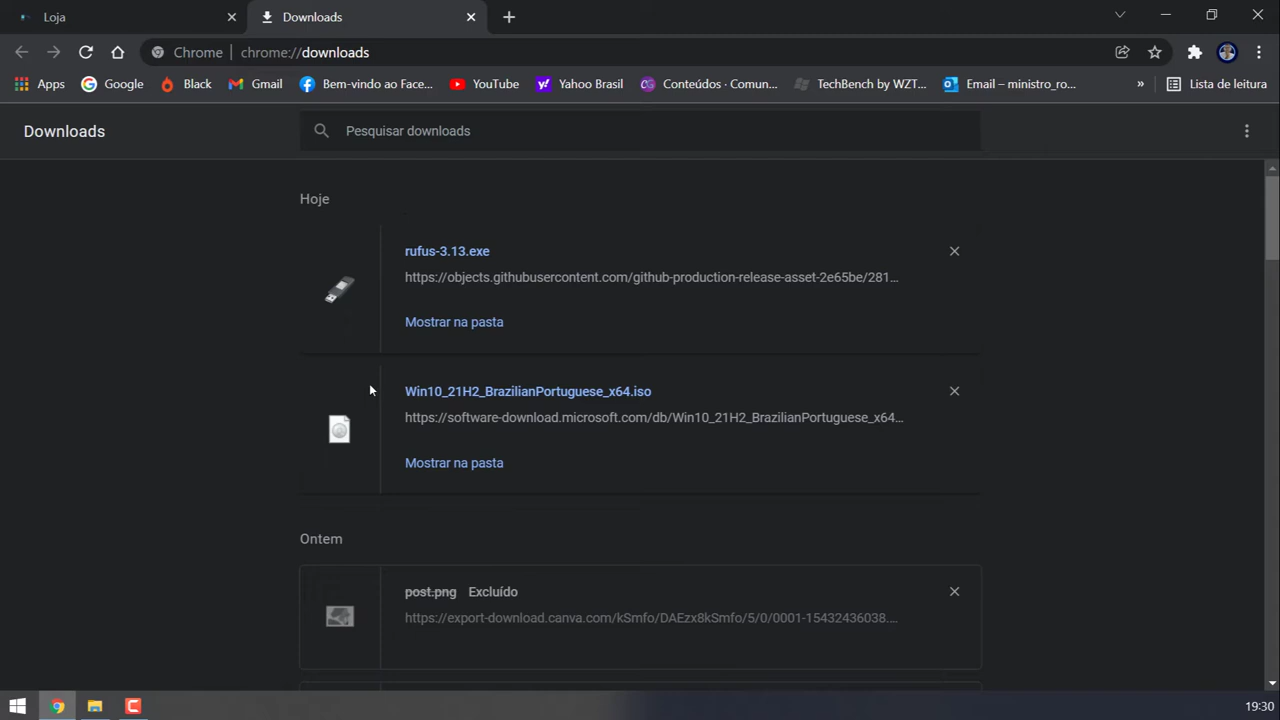 Loja
Downloads
Chrome
chrome://downloads
Apps
Google
Black
Gmail
Bem-vindo ao Face...
YouTube
Yahoo Brasil
Conteúdos - Comun...
TechBench by WZT...
Email – ministro_ro...
»
Lista de leitura
Downloads
Pesquisar downloads
Hoje
rufus-3.13.exe
https://objects.githubusercontent.com/github-production-release-asset-2e65be/281...
Mostrar na pasta
Win10_21H2_BrazilianPortuguese_x64.iso
https://software-download.microsoft.com/db/Win10_21H2_BrazilianPortuguese_x64...
Mostrar na pasta
Ontem
post.png Excluído
https://export-download.canva.com/kSmfo/DAEzx8kSmfo/5/0/0001-15432436038....
19:30